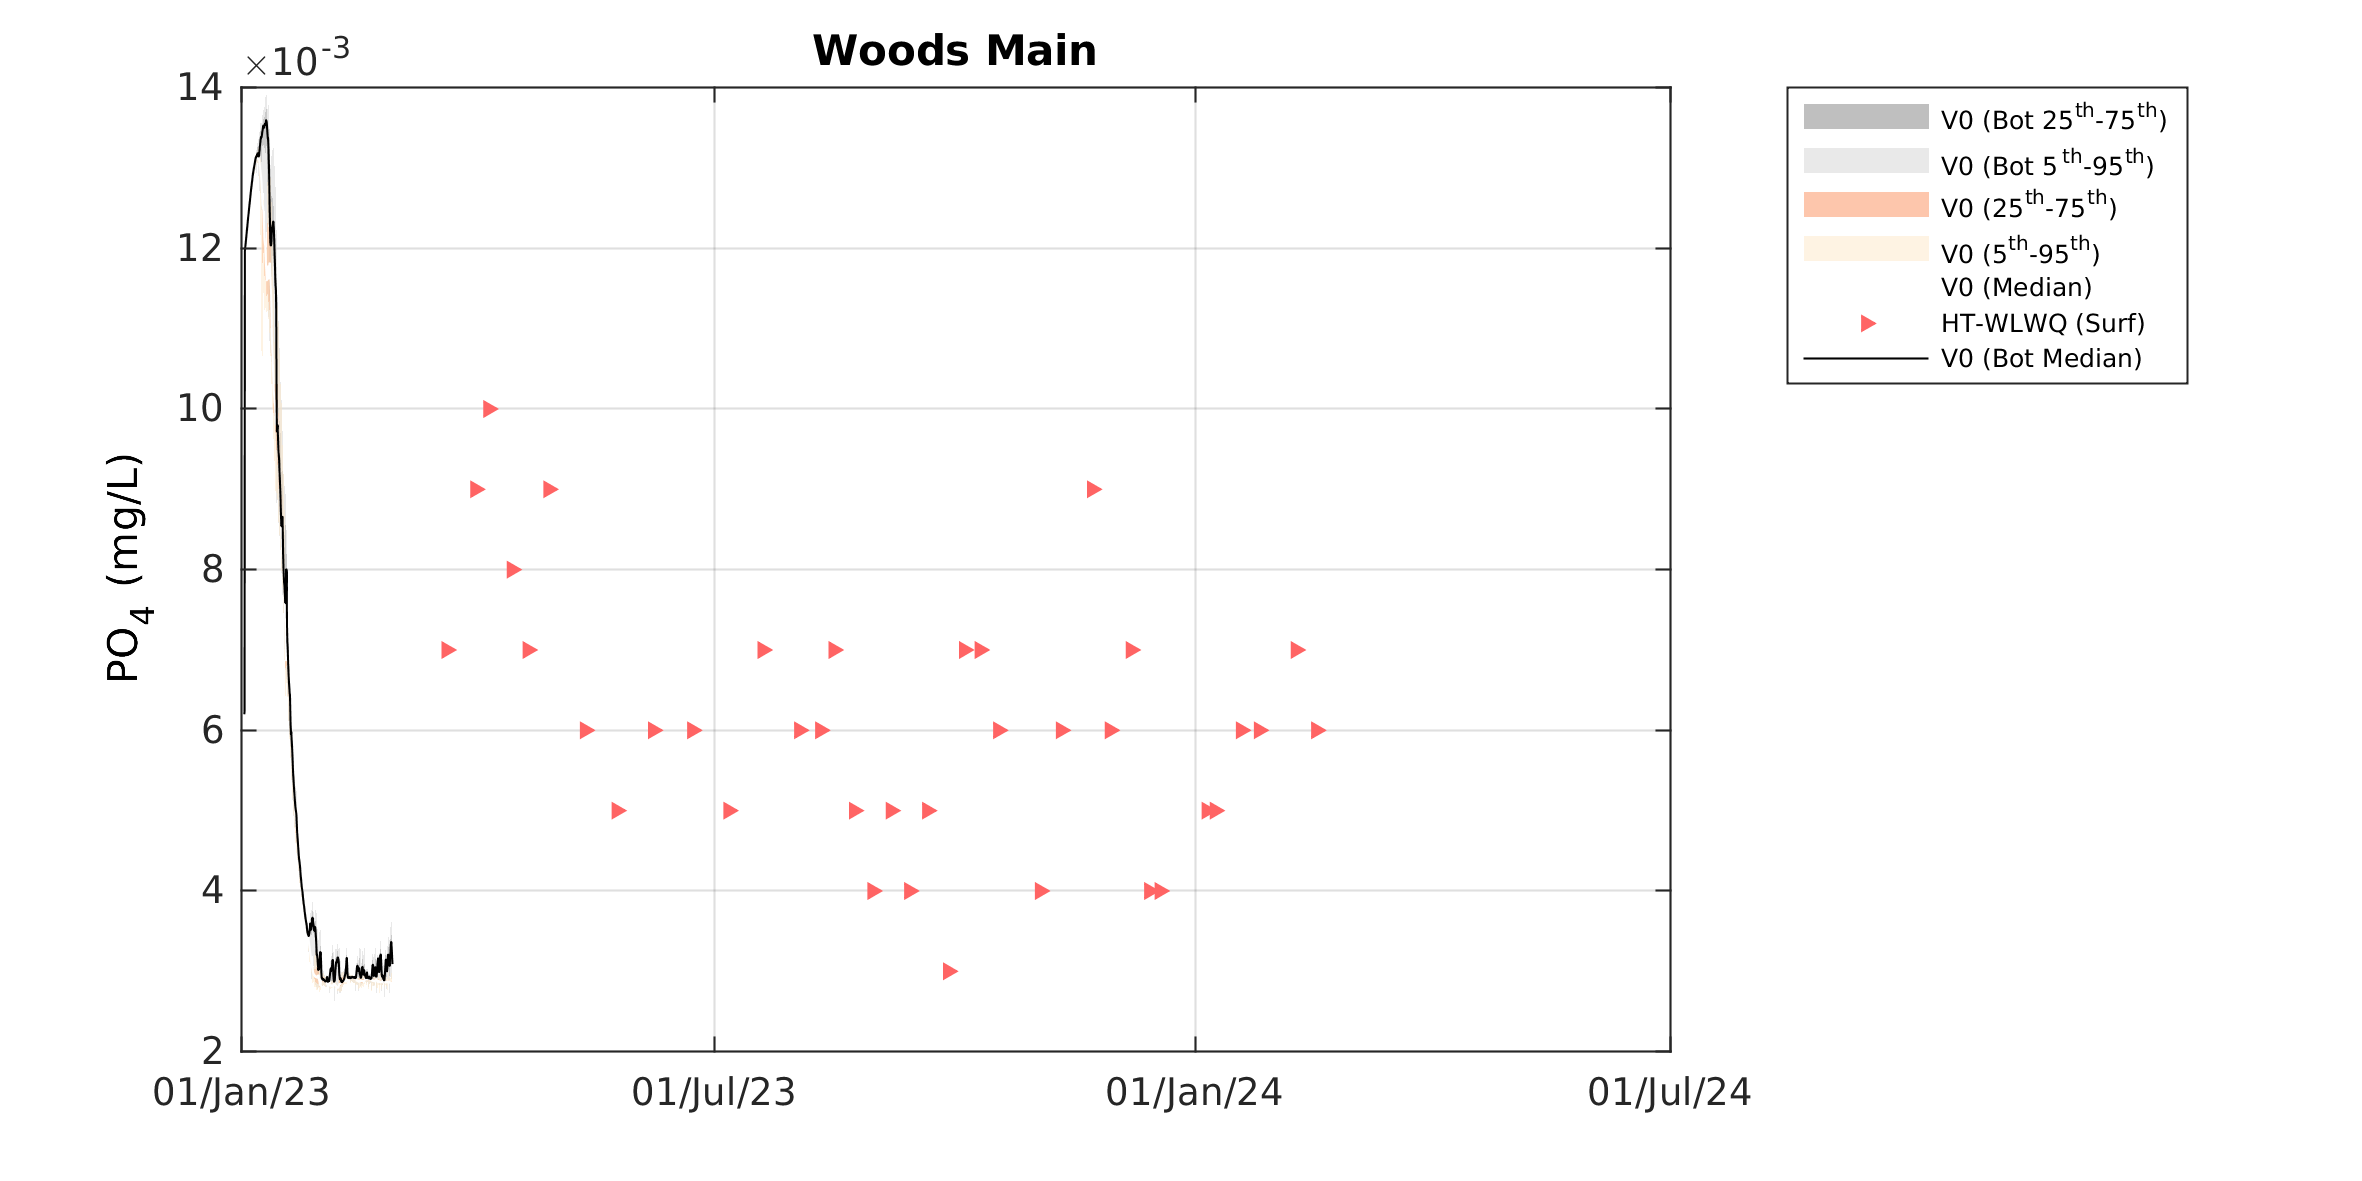 Woods Main
×10⁻³
14
12
10
8
6
4
2
PO₄ (mg/L)
01/Jan/23
01/Jul/23
01/Jan/24
01/Jul/24
V0 (Bot 25ᵗʰ-75ᵗʰ)
V0 (Bot 5ᵗʰ-95ᵗʰ)
V0 (25ᵗʰ-75ᵗʰ)
V0 (5ᵗʰ-95ᵗʰ)
V0 (Median)
HT-WLWQ (Surf)
V0 (Bot Median)